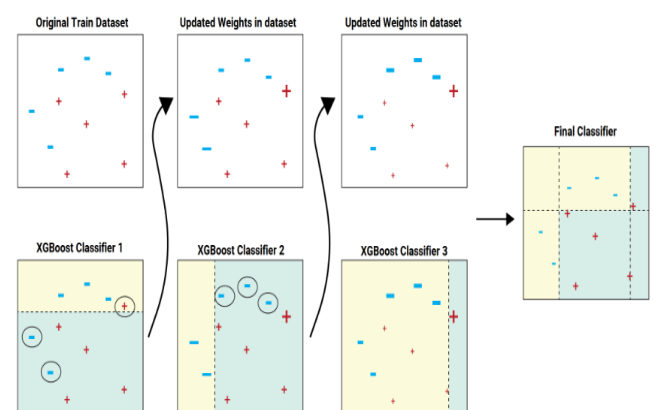 Original Train Dataset
Updated Weights in dataset
Updated Weights in dataset
Final Classifier
XGBoost Classifier 1
XGBoost Classifier 2
XGBoost Classifier 3